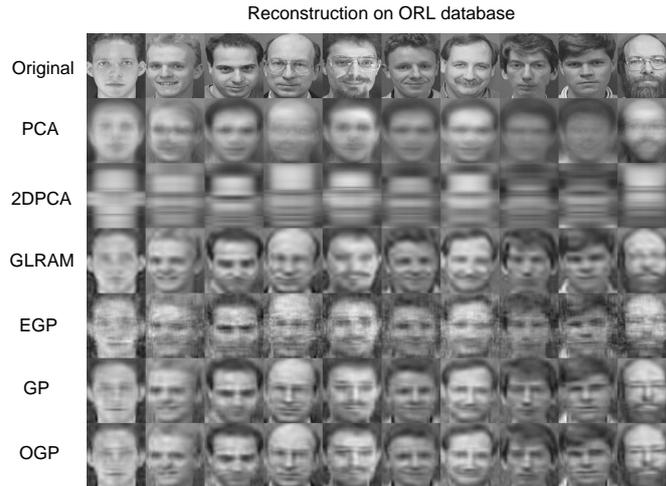 Reconstruction on ORL database
Original
PCA
2DPCA
GLRAM
EGP
GP
OGP